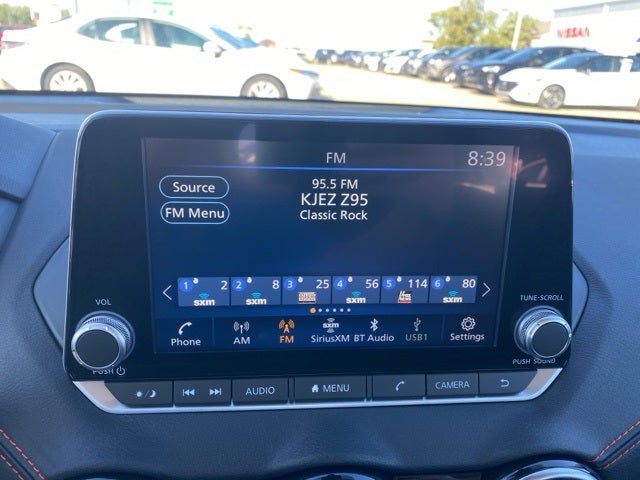 NISSAN
FM 8:39
Source
FM Menu
95.5 FM
KJEZ Z95
Classic Rock
1 2 sxm
2 8 sxm
3 25
4 56 sxm
5 114
6 80 sxm
Phone
AM
FM
sxm
SiriusXM
BT Audio
USB1
Settings
VOL
PUSH
TUNE·SCROLL
PUSH SOUND
AUDIO
MENU
CAMERA